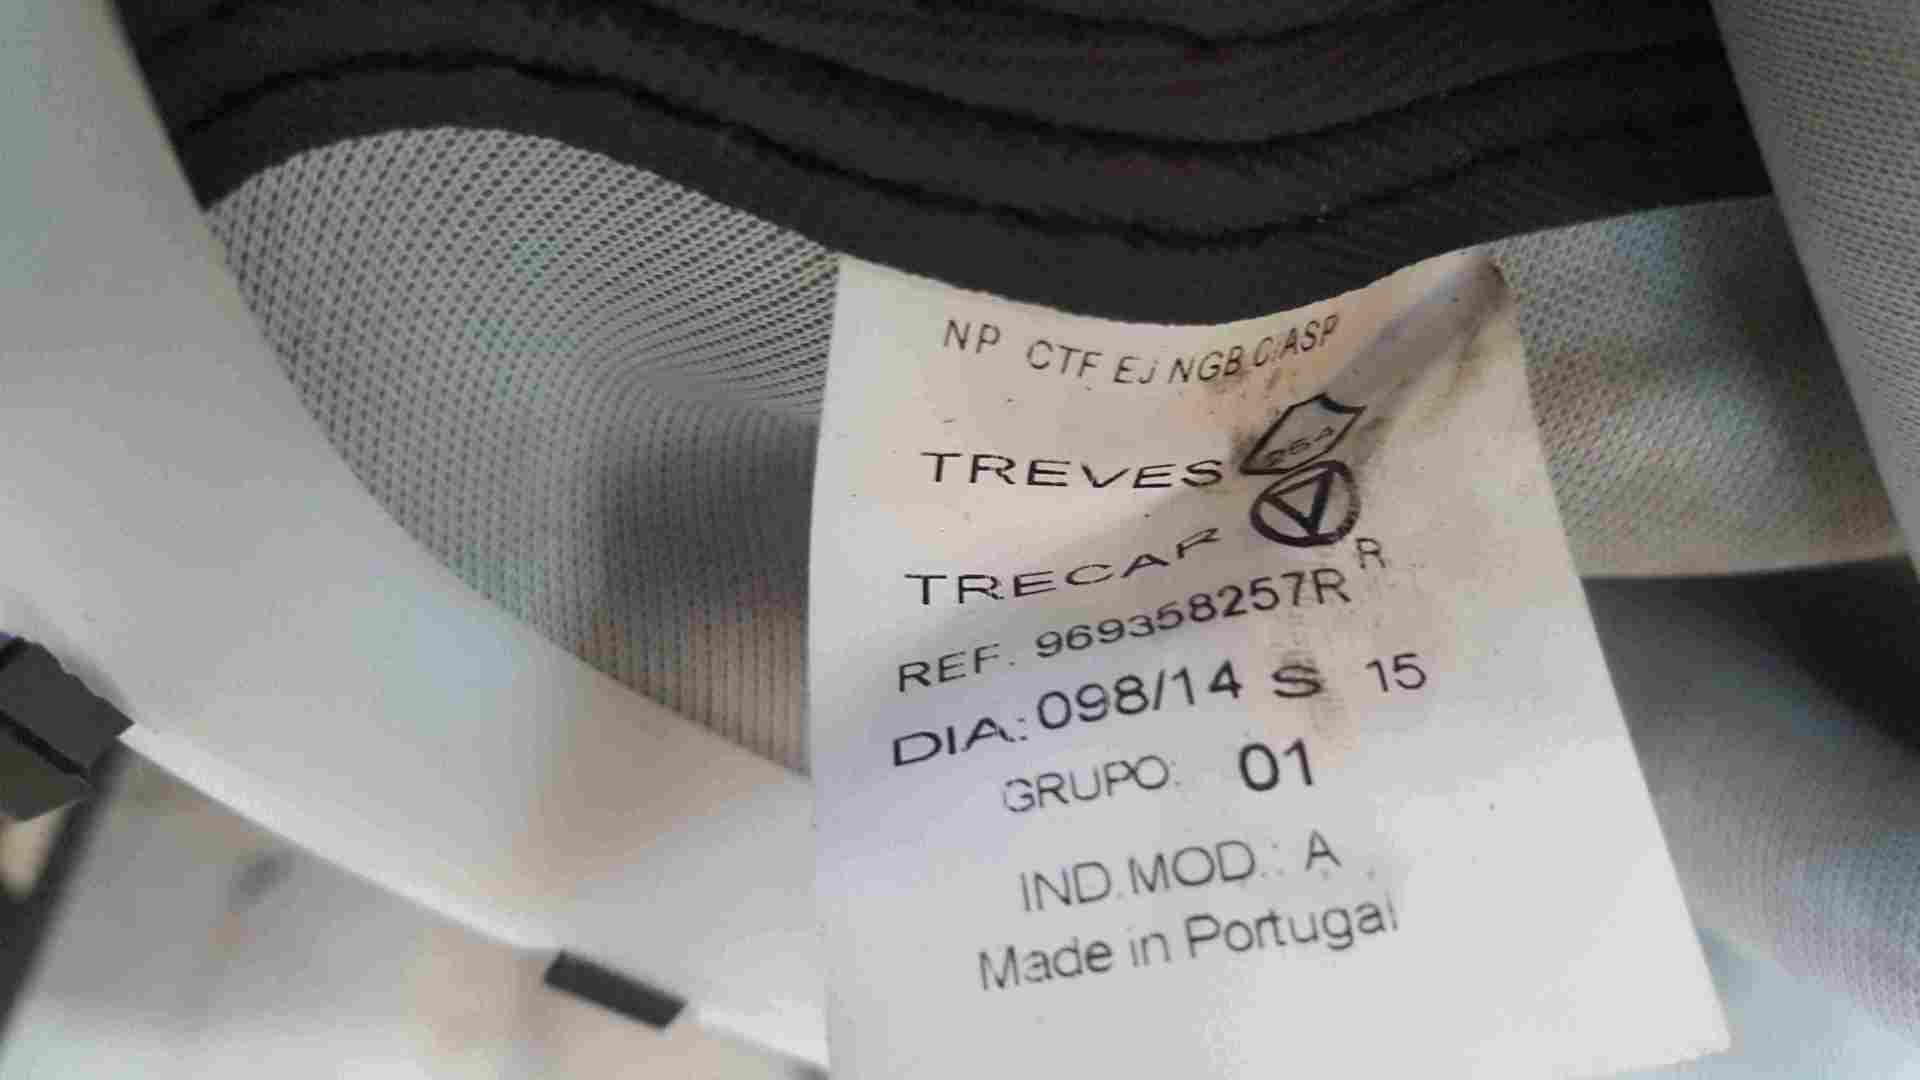 NP CTF EJ NGB C/ASP
TREVES
TRECAR
R
REF. 969358257R
DIA.: 098/14 S 15
GRUPO: 01
IND.MOD.: A
Made in Portugal